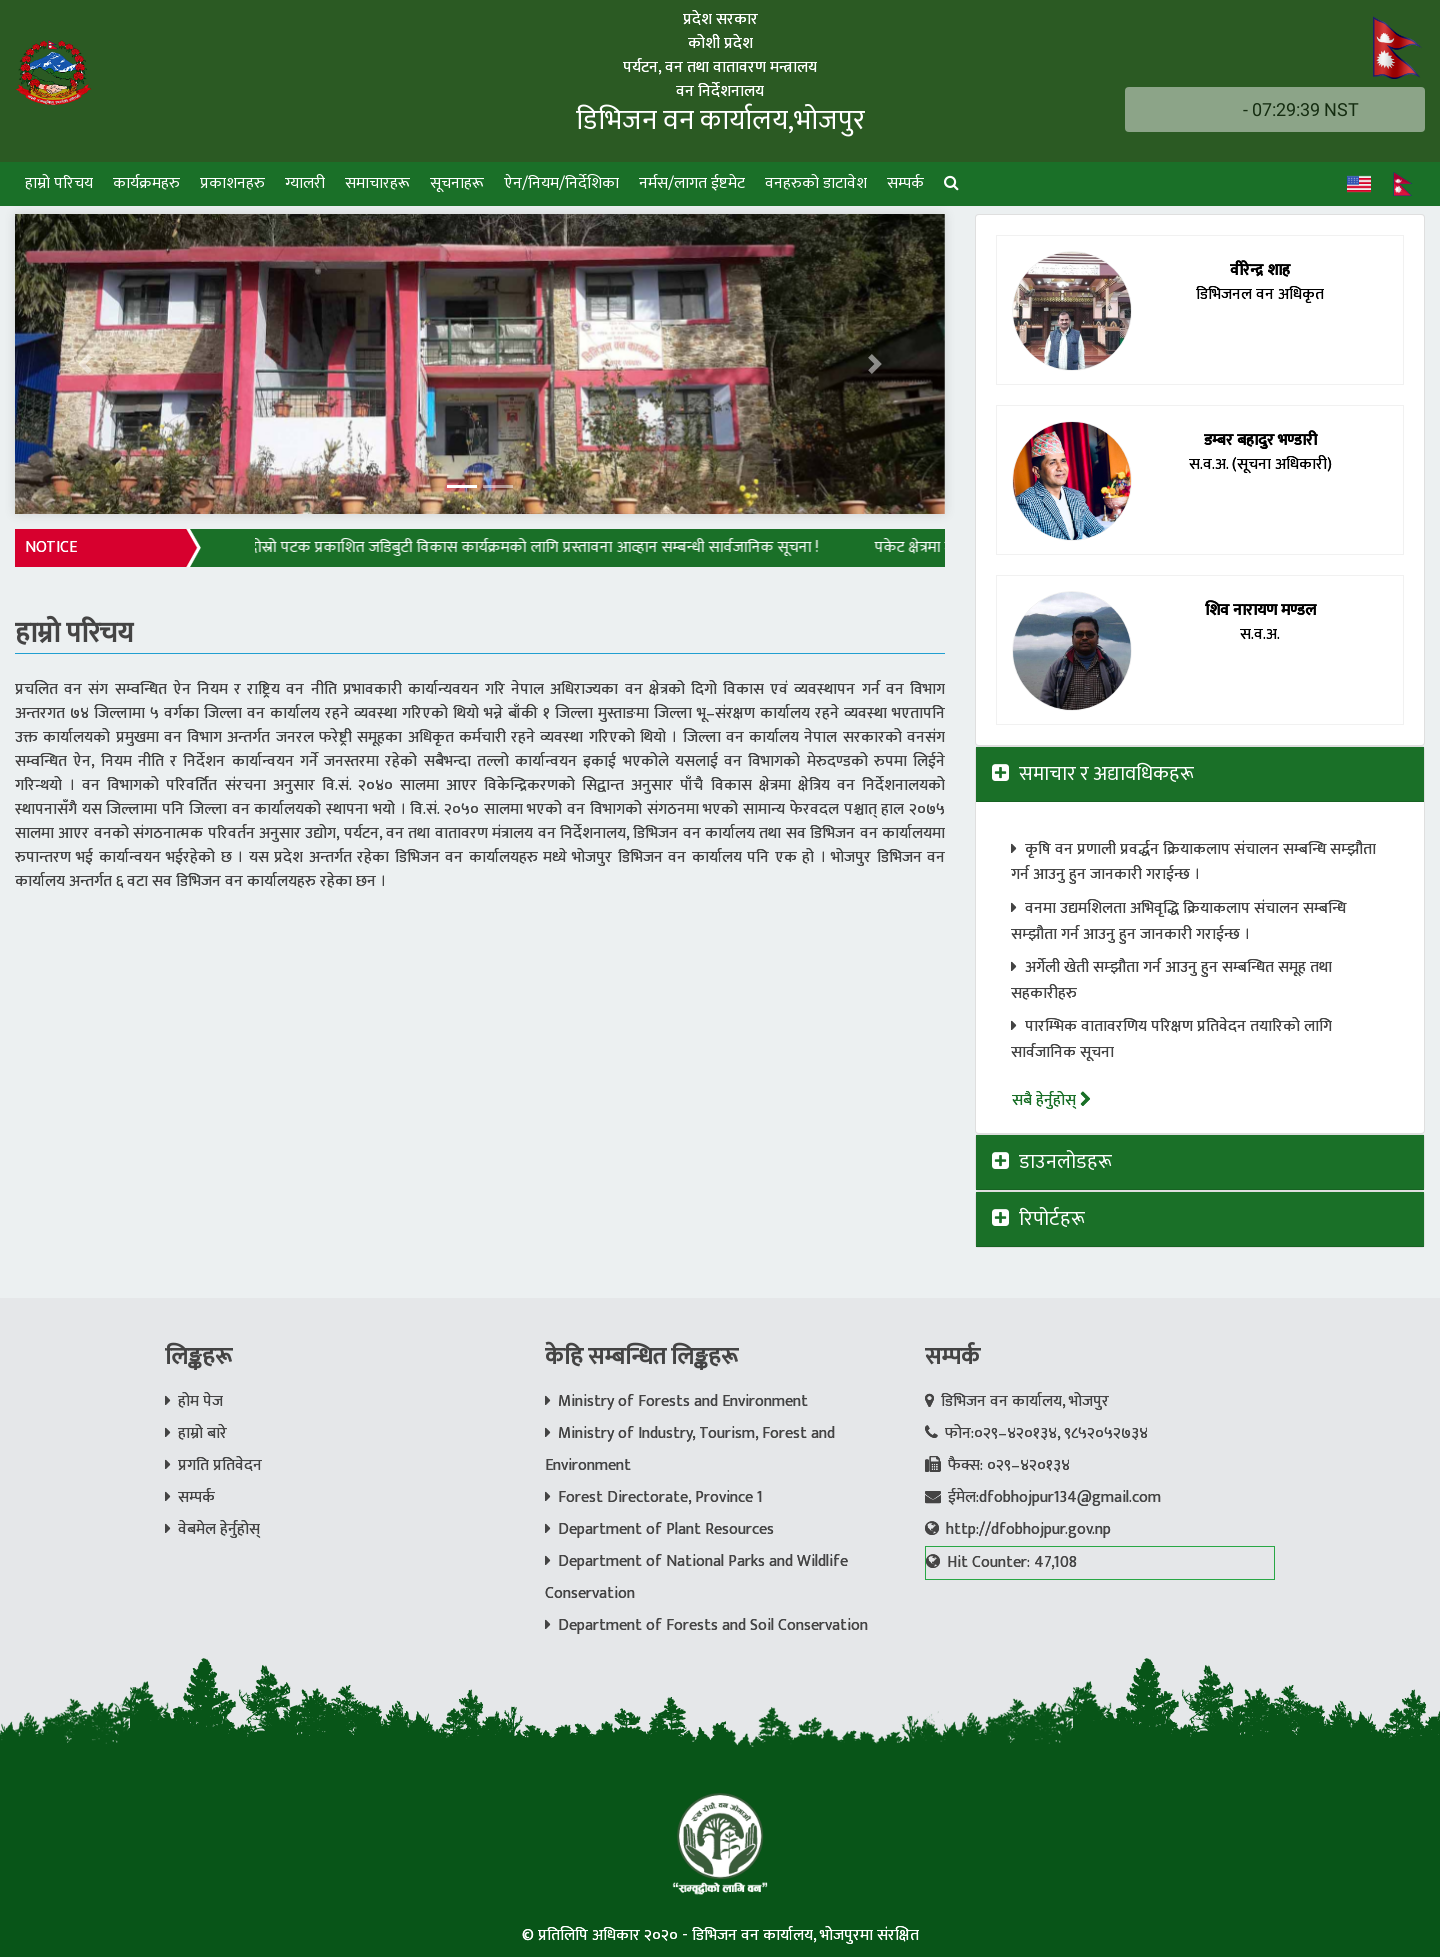 प्रदेश सरकार
कोशी प्रदेश
पर्यटन, वन तथा वातावरण मन्त्रालय
वन निर्देशनालय
डिभिजन वन कार्यालय,भोजपुर
- 07:29:39 NST
हाम्रो परिचय कार्यक्रमहरु प्रकाशनहरु ग्यालरी समाचारहरू सूचनाहरू ऐन/नियम/निर्देशिका नर्मस/लागत ईष्टमेट वनहरुको डाटावेश सम्पर्क
वीरेन्द्र शाह
डिभिजनल वन अधिकृत
डम्बर बहादुर भण्डारी
स.व.अ. (सूचना अधिकारी)
शिव नारायण मण्डल
स.व.अ.
NOTICE
दोस्रो पटक प्रकाशित जडिबुटी विकास कार्यक्रमको लागि प्रस्तावना आव्हान सम्बन्धी सार्वजानिक सूचना ! पकेट क्षेत्रमा
हाम्रो परिचय
प्रचलित वन संग सम्वन्धित ऐन नियम र राष्ट्रिय वन नीति प्रभावकारी कार्यान्यवयन गरि नेपाल अधिराज्यका वन क्षेत्रको दिगो विकास एवं व्यवस्थापन गर्न वन विभाग
अन्तरगत ७४ जिल्लामा ५ वर्गका जिल्ला वन कार्यालय रहने व्यवस्था गरिएको थियो भन्ने बाँकी १ जिल्ला मुस्ताङमा जिल्ला भू–संरक्षण कार्यालय रहने व्यवस्था भएतापनि
उक्त कार्यालयको प्रमुखमा वन विभाग अन्तर्गत जनरल फरेष्ट्री समूहका अधिकृत कर्मचारी रहने व्यवस्था गरिएको थियो । जिल्ला वन कार्यालय नेपाल सरकारको वनसंग
सम्वन्धित ऐन, नियम नीति र निर्देशन कार्यान्वयन गर्ने जनस्तरमा रहेको सबैभन्दा तल्लो कार्यान्वयन इकाई भएकोले यसलाई वन विभागको मेरुदण्डको रुपमा लिईने
गरिन्थयो । वन विभागको परिवर्तित संरचना अनुसार वि.सं. २०४० सालमा आएर विकेन्द्रिकरणको सिद्वान्त अनुसार पाँचै विकास क्षेत्रमा क्षेत्रिय वन निर्देशनालयको
स्थापनासँगै यस जिल्लामा पनि जिल्ला वन कार्यालयको स्थापना भयो । वि.सं. २०५० सालमा भएको वन विभागको संगठनमा भएको सामान्य फेरवदल पश्चात् हाल २०७५
सालमा आएर वनको संगठनात्मक परिवर्तन अनुसार उद्योग, पर्यटन, वन तथा वातावरण मंत्रालय वन निर्देशनालय, डिभिजन वन कार्यालय तथा सव डिभिजन वन कार्यालयमा
रुपान्तरण भई कार्यान्वयन भईरहेको छ । यस प्रदेश अन्तर्गत रहेका डिभिजन वन कार्यालयहरु मध्ये भोजपुर डिभिजन वन कार्यालय पनि एक हो । भोजपुर डिभिजन वन
कार्यालय अन्तर्गत ६ वटा सव डिभिजन वन कार्यालयहरु रहेका छन ।
समाचार र अद्यावधिकहरू
कृषि वन प्रणाली प्रवर्द्धन क्रियाकलाप संचालन सम्बन्धि सम्झौता
गर्न आउनु हुन जानकारी गराईन्छ ।
वनमा उद्यमशिलता अभिवृद्धि क्रियाकलाप संचालन सम्बन्धि
सम्झौता गर्न आउनु हुन जानकारी गराईन्छ ।
अर्गेली खेती सम्झौता गर्न आउनु हुन सम्बन्धित समूह तथा
सहकारीहरु
पारम्भिक वातावरणिय परिक्षण प्रतिवेदन तयारिको लागि
सार्वजानिक सूचना
सबै हेर्नुहोस्
डाउनलोडहरू
रिपोर्टहरू
लिङ्कहरू
होम पेज
हाम्रो बारे
प्रगति प्रतिवेदन
सम्पर्क
वेबमेल हेर्नुहोस्
केहि सम्बन्धित लिङ्कहरू
Ministry of Forests and Environment
Ministry of Industry, Tourism, Forest and
Environment
Forest Directorate, Province 1
Department of Plant Resources
Department of National Parks and Wildlife
Conservation
Department of Forests and Soil Conservation
सम्पर्क
डिभिजन वन कार्यालय, भोजपुर
फोन:०२९–४२०१३४, ९८५२०५२७३४
फैक्स: ०२९–४२०१३४
ईमेल:dfobhojpur134@gmail.com
http://dfobhojpur.gov.np
Hit Counter: 47,108
“सम्वृद्धीको लागि वन”
© प्रतिलिपि अधिकार २०२० - डिभिजन वन कार्यालय, भोजपुरमा संरक्षित